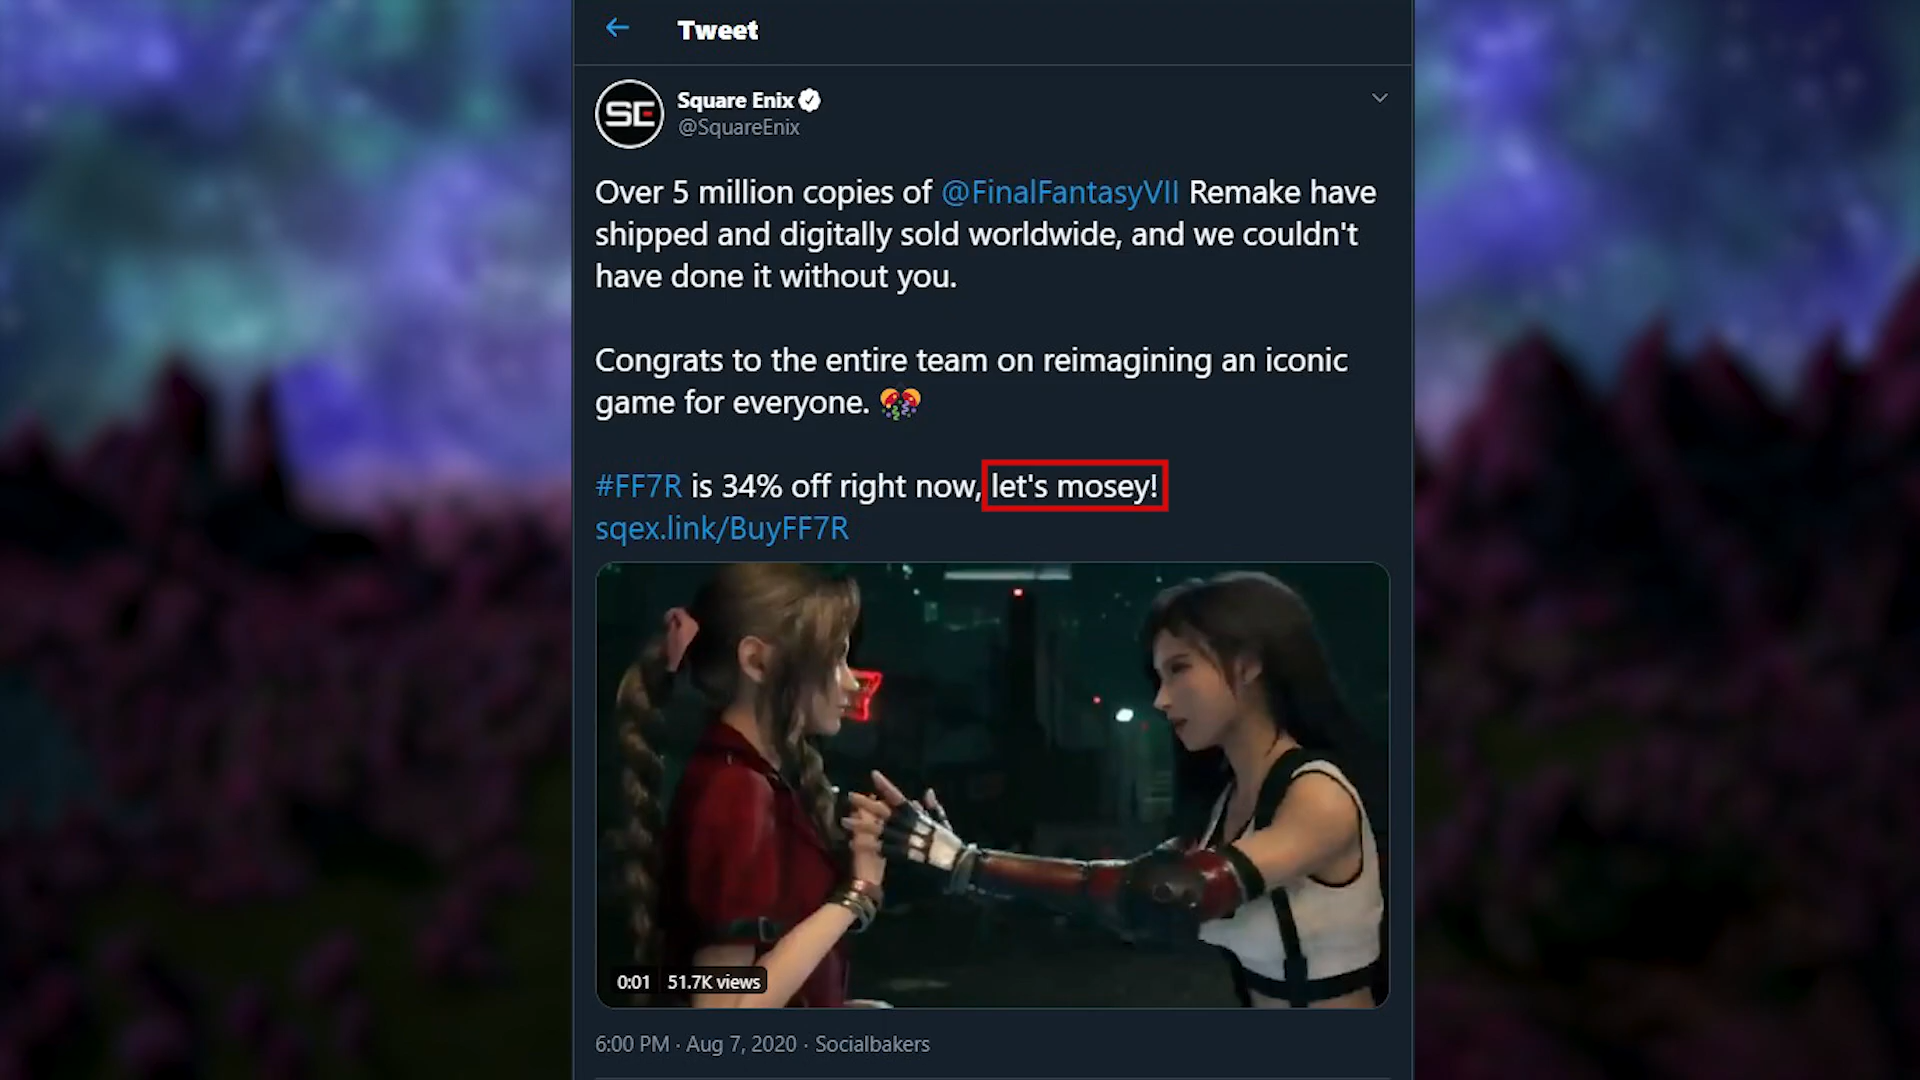 Tweet
SE
Square Enix
@SquareEnix
Over 5 million copies of @FinalFantasyVII Remake have
shipped and digitally sold worldwide, and we couldn't
have done it without you.
Congrats to the entire team on reimagining an iconic
game for everyone. 🎊
#FF7R is 34% off right now, let's mosey!
sqex.link/BuyFF7R
0:01 51.7K views
6:00 PM · Aug 7, 2020 · Socialbakers